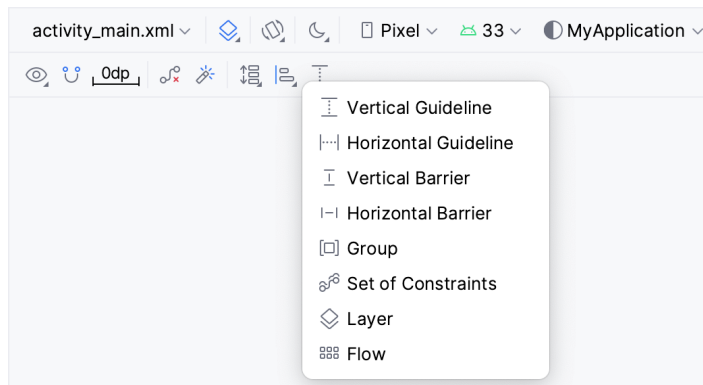 activity_main.xml Pixel 33 MyApplication
0dp
Vertical Guideline
Horizontal Guideline
Vertical Barrier
Horizontal Barrier
Group
Set of Constraints
Layer
Flow